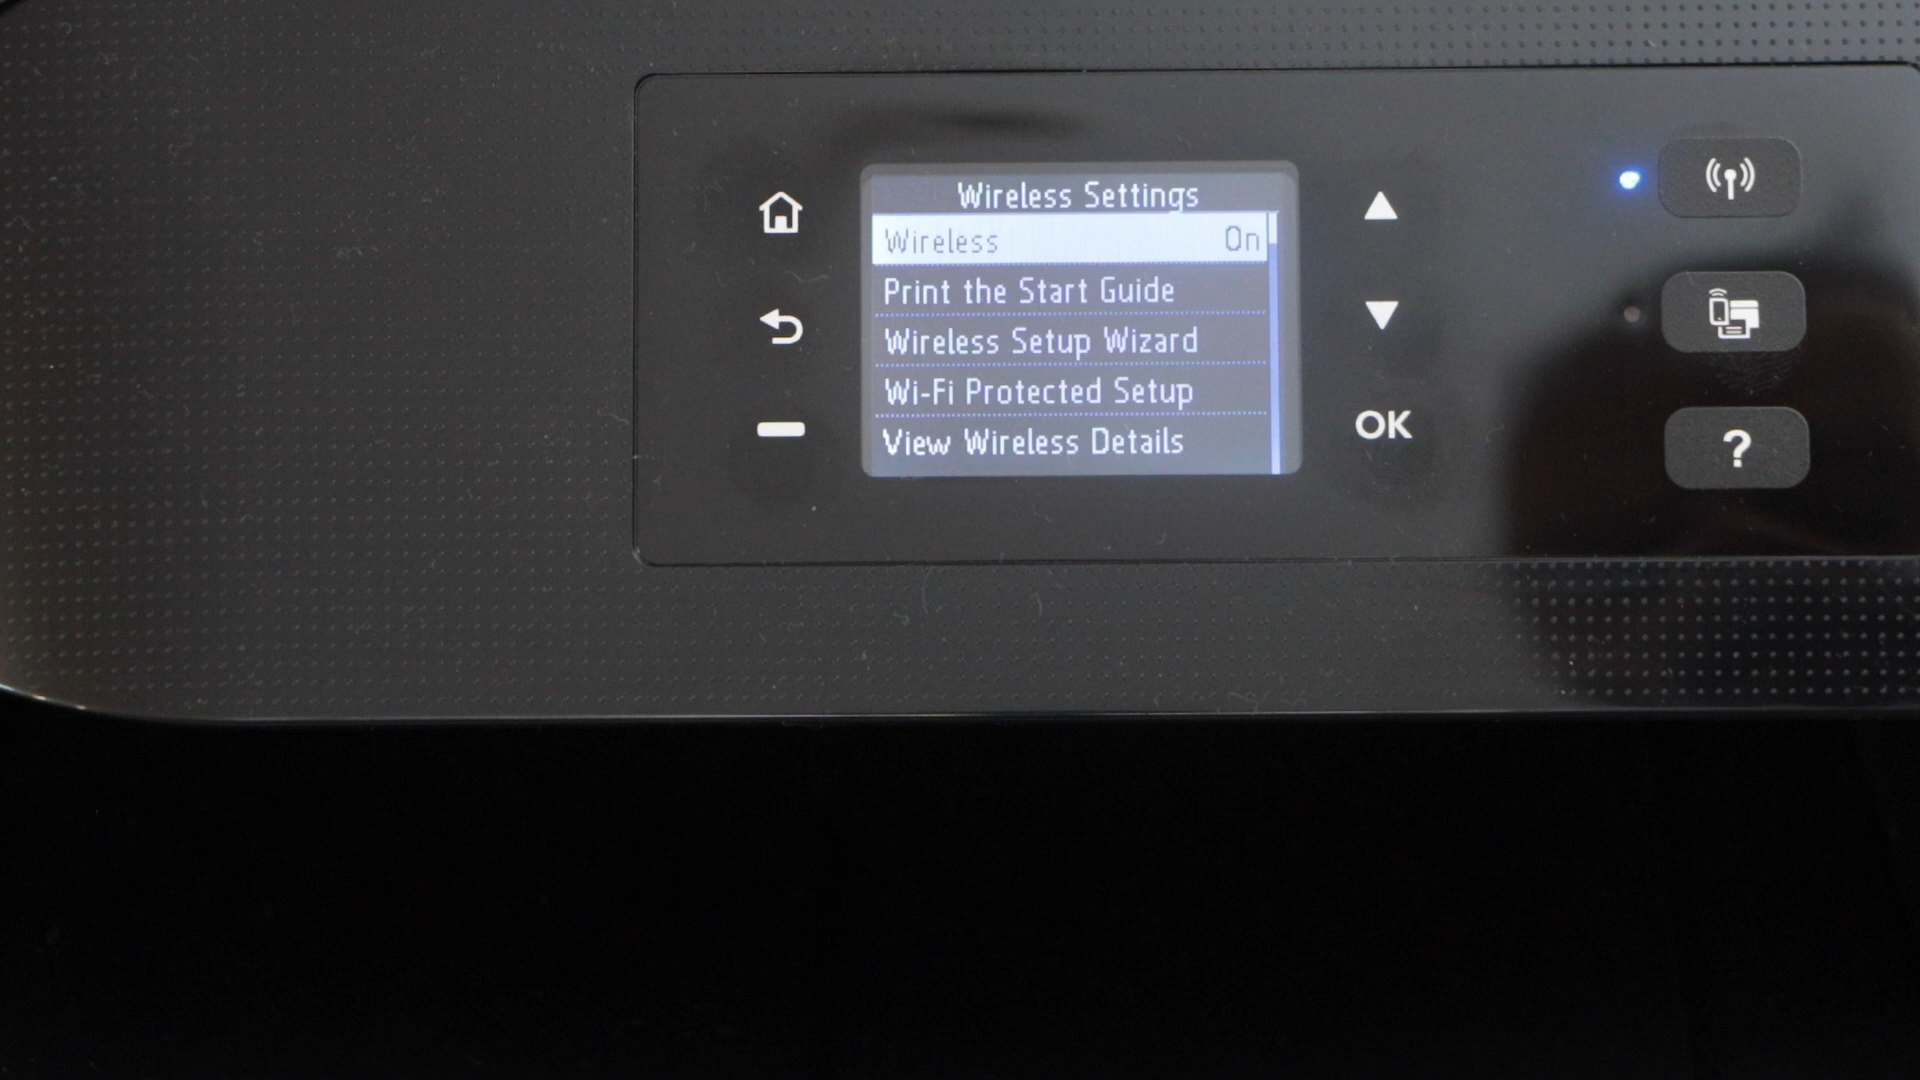 Wireless Settings
Wireless On
Print the Start Guide
Wireless Setup Wizard
Wi-Fi Protected Setup
View Wireless Details
OK
?